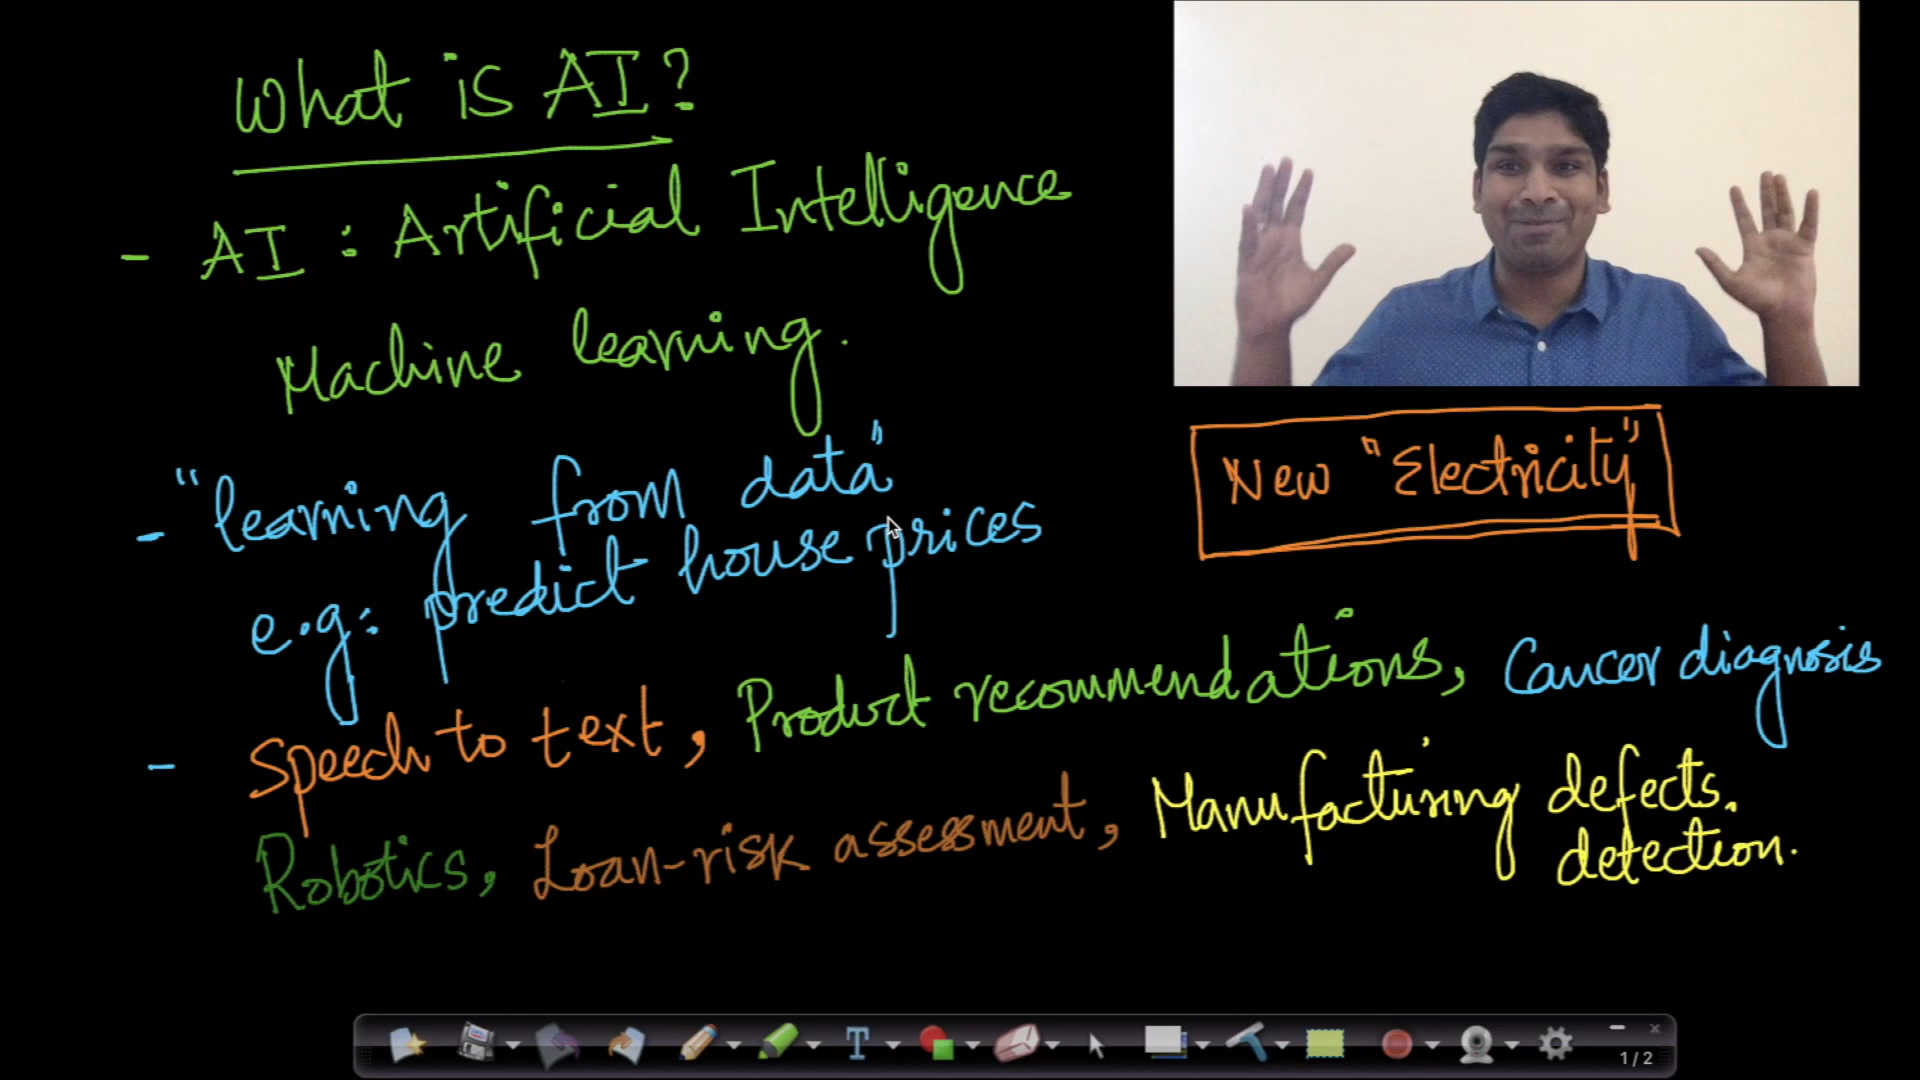 What is AI?
- AI : Artificial Intelligence
Machine learning.
- "learning from data"
e.g: predict house prices
New "Electricity"
- Speech to text, Product recommendations, Cancer diagnosis
Robotics, Loan-risk assessment, Manufacturing defects.
detection.
T
1/2